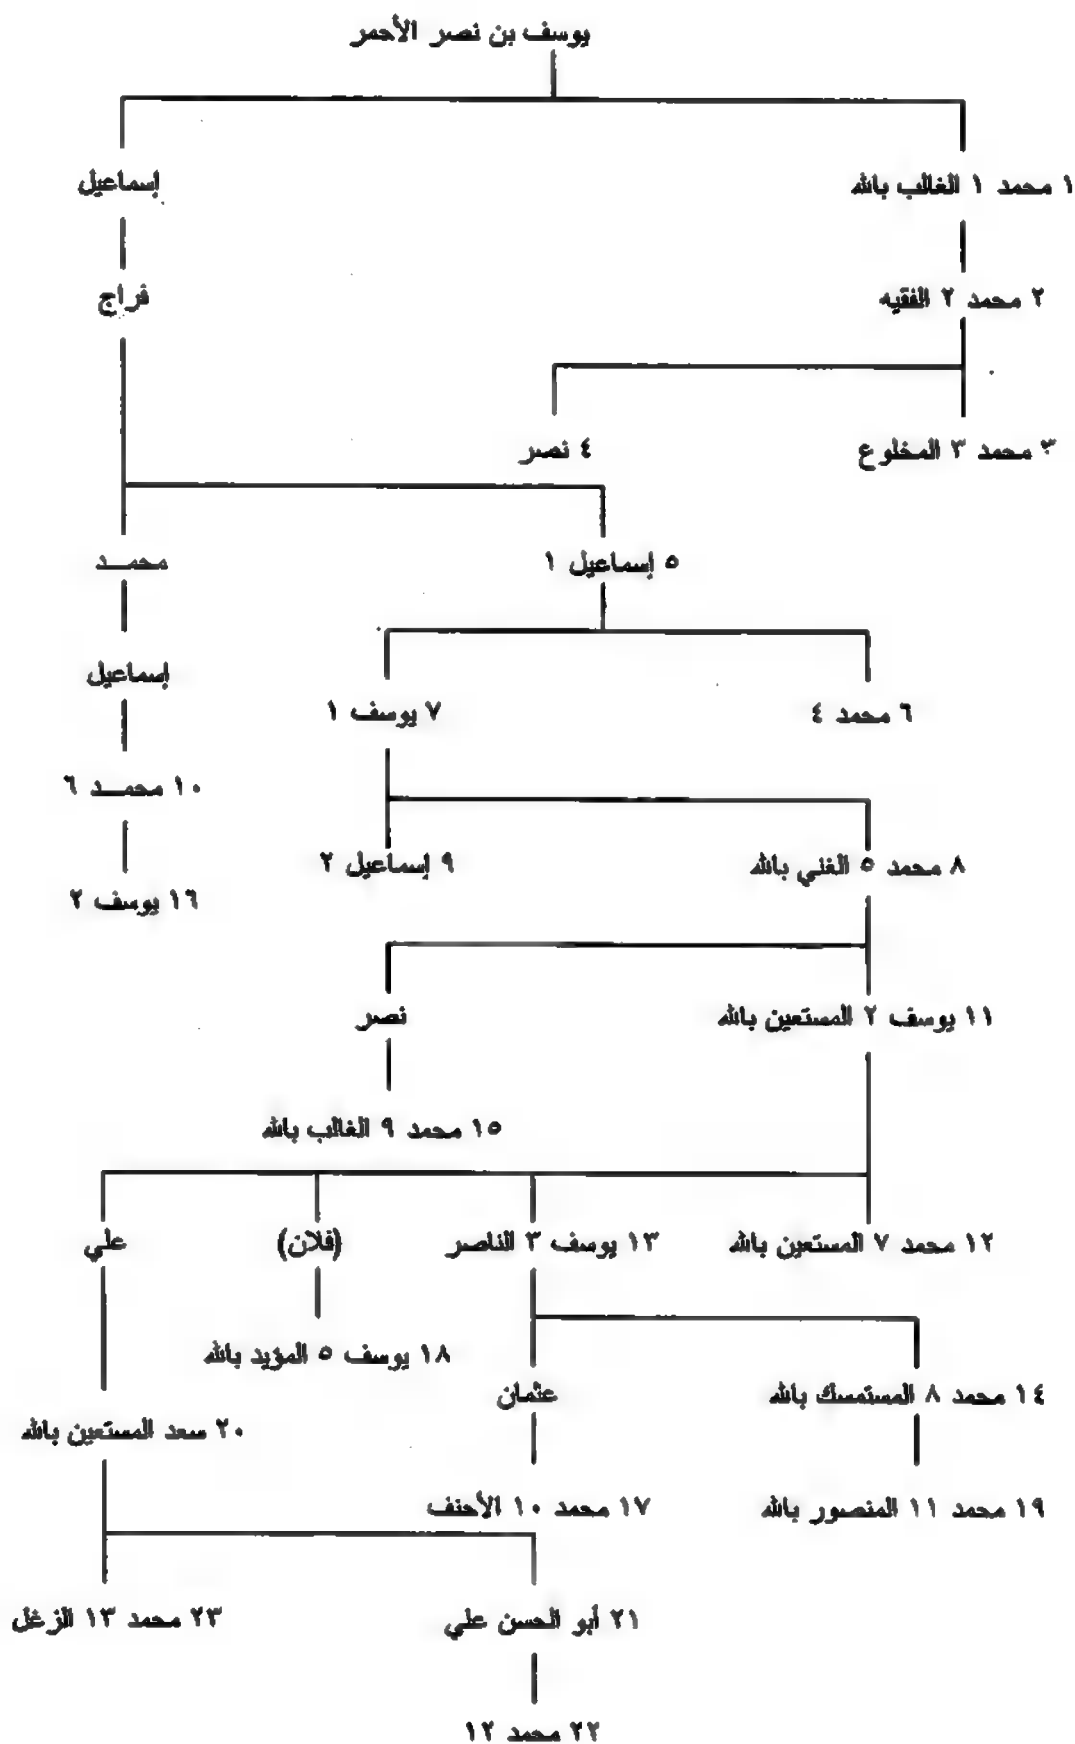 يوسف بن نصر الأحمر
١ محمد ١ الغالب بالله
إسماعيل
٢ محمد ٢ الفقيه
فراج
٣ محمد ٣ المخلوع
٤ نصر
٥ إسماعيل ١
محمـــد
إسماعيل
٦ محمد ٤
٧ يوسف ١
١٠ محمـــد ٦
٨ محمد ٥ الغني بالله
٩ إسماعيل ٢
١٦ يوسف ٢
١١ يوسف ٢ المستعين بالله
نصر
١٥ محمد ٩ الغالب بالله
١٢ محمد ٧ المستعين بالله
١٣ يوسف ٣ الناصر
(فلان)
علي
١٨ يوسف ٥ المؤيد بالله
١٤ محمد ٨ المستمسك بالله
عثمان
٢٠ سعد المستعين بالله
١٩ محمد ١١ المنصور بالله
١٧ محمد ١٠ الأحنف
٢١ أبو الحسن علي
٢٣ محمد ١٣ الزغل
٢٢ محمد ١٢